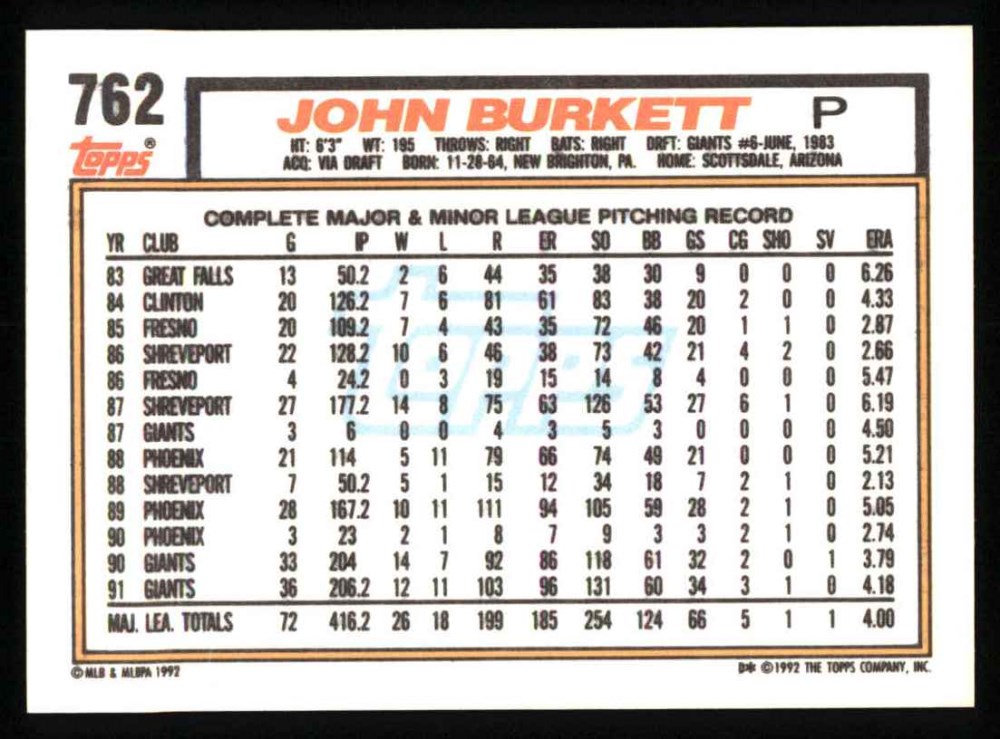 762
topps®
JOHN BURKETT P
HT: 6'3" WT: 195 THROWS: RIGHT BATS: RIGHT DRFT: GIANTS #6-JUNE, 1983
ACQ: VIA DRAFT BORN: 11-28-64, NEW BRIGHTON, PA. HOME: SCOTTSDALE, ARIZONA
COMPLETE MAJOR & MINOR LEAGUE PITCHING RECORD
YR CLUB G IP W L R ER SO BB GS CG SHO SV ERA
83 GREAT FALLS 13 50.2 2 6 44 35 38 30 9 0 0 0 6.26
84 CLINTON 20 126.2 7 6 81 61 83 38 20 2 0 0 4.33
85 FRESNO 20 109.2 7 4 43 35 72 46 20 1 1 0 2.87
86 SHREVEPORT 22 128.2 10 6 46 38 73 42 21 4 2 0 2.66
86 FRESNO 4 24.2 0 3 19 15 14 8 4 0 0 0 5.47
87 SHREVEPORT 27 177.2 14 8 75 63 126 53 27 6 1 0 6.19
87 GIANTS 3 6 0 0 4 3 5 3 0 0 0 0 4.50
88 PHOENIX 21 114 5 11 79 66 74 49 21 0 0 0 5.21
88 SHREVEPORT 7 50.2 5 1 15 12 34 18 7 2 1 0 2.13
89 PHOENIX 28 167.2 10 11 111 94 105 59 28 2 1 0 5.05
90 PHOENIX 3 23 2 1 8 7 9 3 3 2 1 0 2.74
90 GIANTS 33 204 14 7 92 86 118 61 32 2 0 1 3.79
91 GIANTS 36 206.2 12 11 103 96 131 60 34 3 1 0 4.18
MAJ. LEA. TOTALS 72 416.2 26 18 199 185 254 124 66 5 1 1 4.00
topps
© MLB & MLBPA 1992 D* © 1992 THE TOPPS COMPANY, INC.